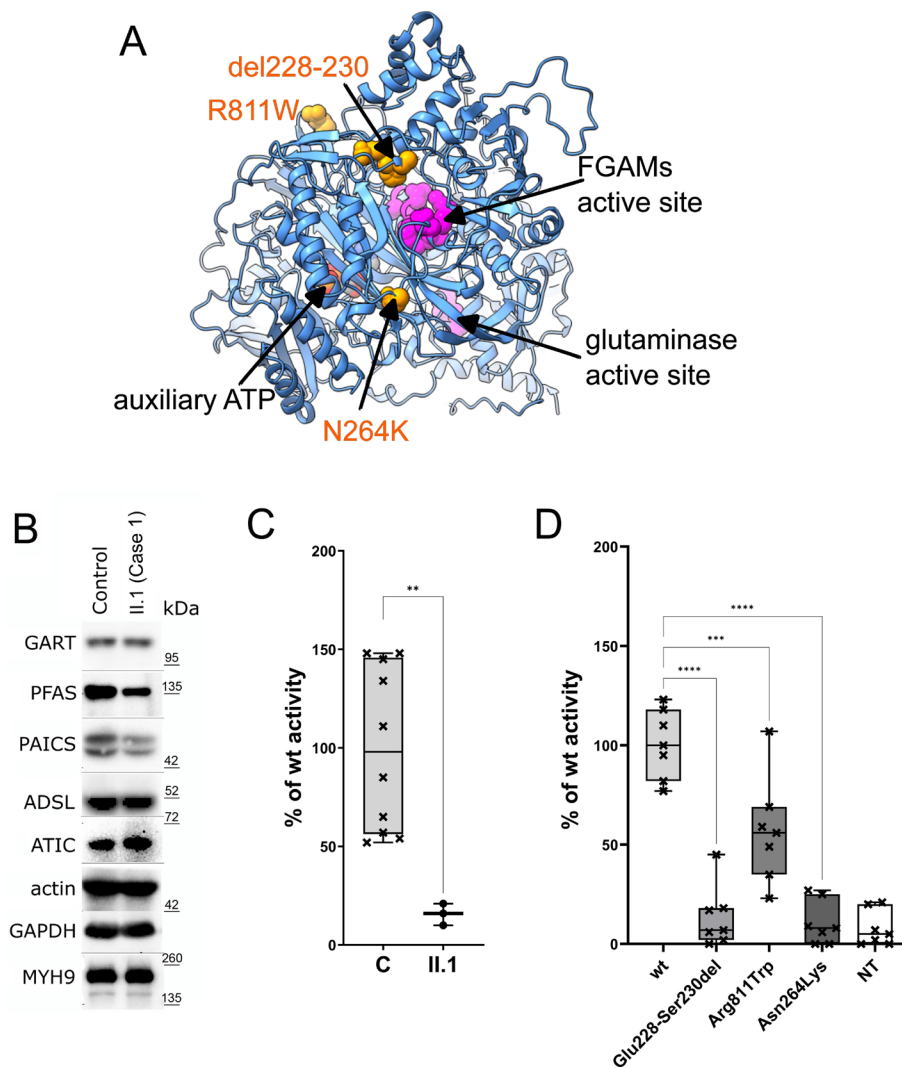 A
del228-230
R811W
FGAMs
active site
glutaminase
active site
auxiliary ATP
N264K
B
Control
II.1 (Case 1)
kDa
GART
95
PFAS
135
PAICS
42
ADSL
52
72
ATIC
actin
42
GAPDH
MYH9
260
135
C
% of wt activity
200
150
100
50
0
**
C
II.1
D
% of wt activity
200
150
100
50
0
****
***
****
wt
Glu228-Ser230del
Arg811Trp
Asn264Lys
NT